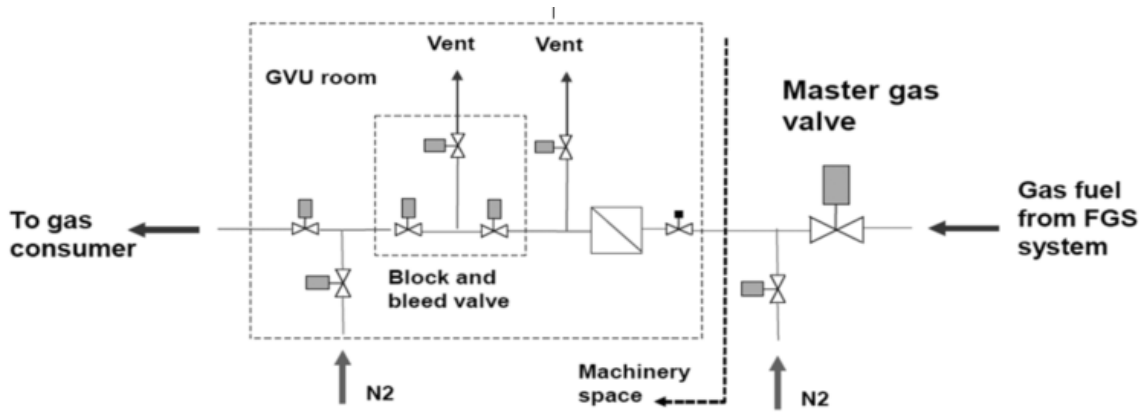 Vent
Vent
GVU room
Master gas
valve
To gas
consumer
Gas fuel
from FGS
system
Block and
bleed valve
Machinery
space
N2
N2